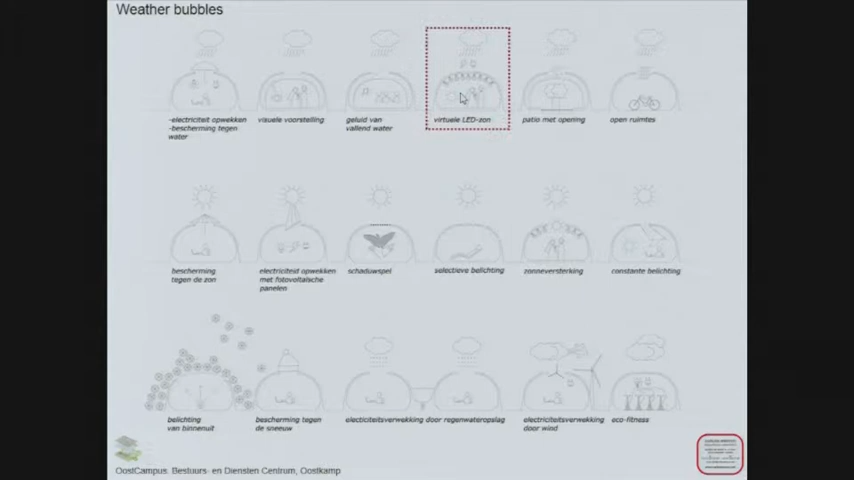 Weather bubbles
-electriciteit opwekken
-bescherming tegen
water
visuele voorstelling
geluid van
vallend water
virtuele LED-zon
patio met opening
open ruimtes
bescherming
tegen de zon
electriciteid opwekken
met fotovoltaïsche
panelen
schaduwspel
selectieve belichting
zonneversterking
constante belichting
belichting
van binnenuit
bescherming tegen
de sneeuw
electiciteitsverwekking door regenwateropslag
electriciteitsverwekking
door wind
eco-fitness
OostCampus. Bestuurs- en Diensten Centrum, Oostkamp